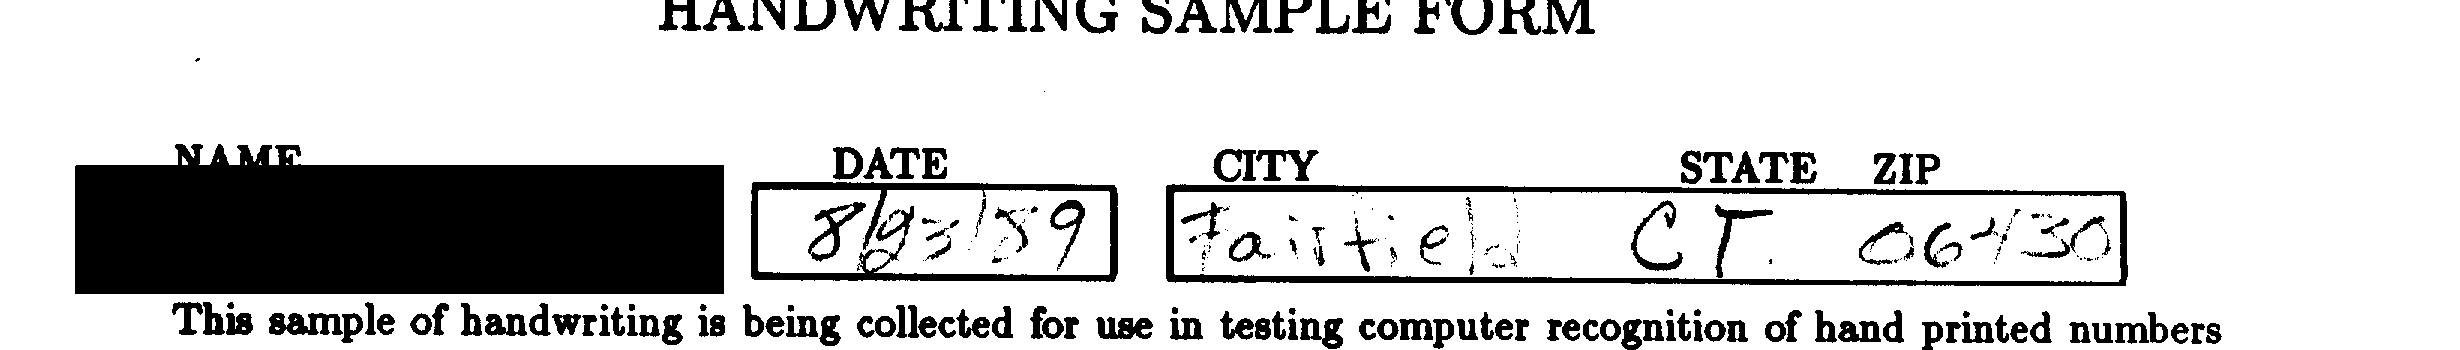 HANDWRITING SAMPLE FORM
NAME DATE CITY STATE ZIP
8/23/89 Fairfield CT. 06430
This sample of handwriting is being collected for use in testing computer recognition of hand printed numbers